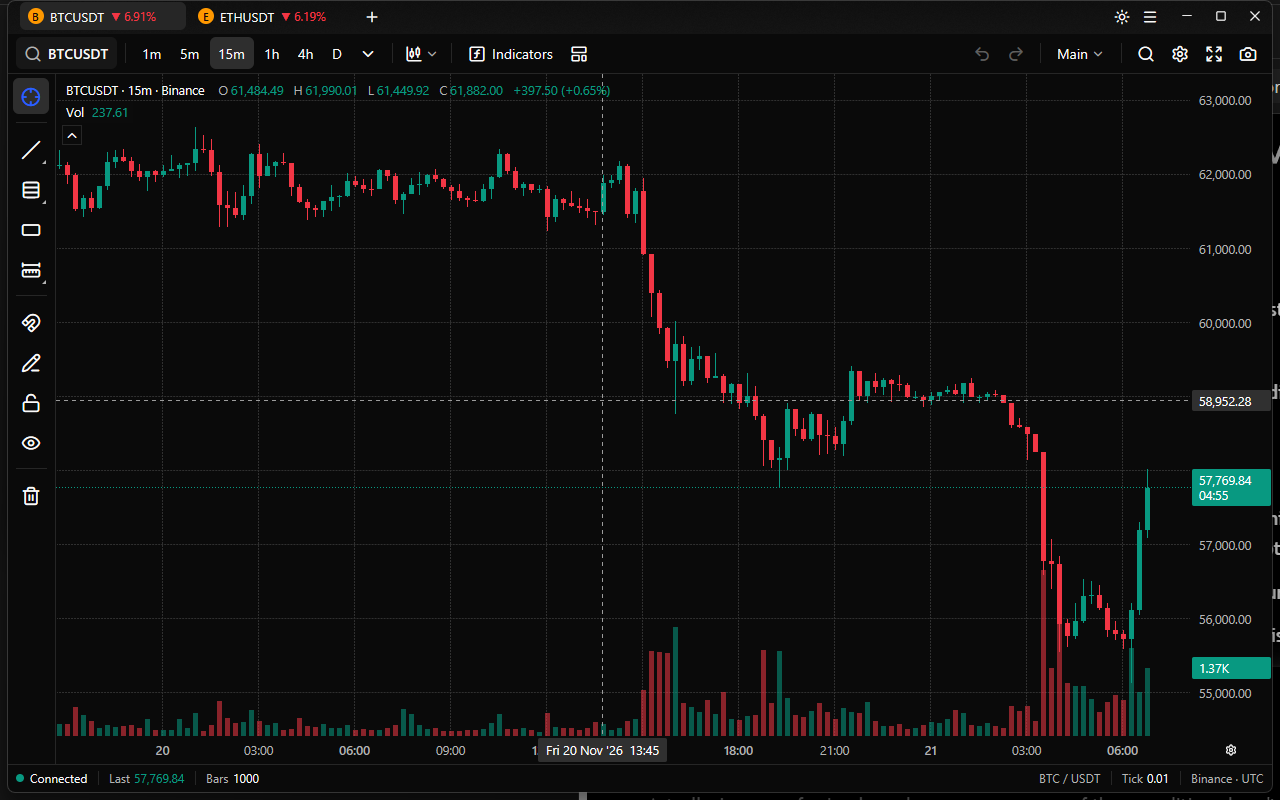 BTCUSDT ▼ 6.91% ETHUSDT ▼ 6.19% +
BTCUSDT 1m 5m 15m 1h 4h D Indicators Main
BTCUSDT · 15m · Binance O 61,484.49 H 61,990.01 L 61,449.92 C 61,882.00 +397.50 (+0.65%)
Vol 237.61
63,000.00
62,000.00
61,000.00
60,000.00
58,952.28
57,769.84
04:55
57,000.00
56,000.00
1.37K
55,000.00
20 03:00 06:00 09:00 Fri 20 Nov '26 13:45 18:00 21:00 21 03:00 06:00
Connected Last 57,769.84 Bars 1000 BTC / USDT Tick 0.01 Binance · UTC